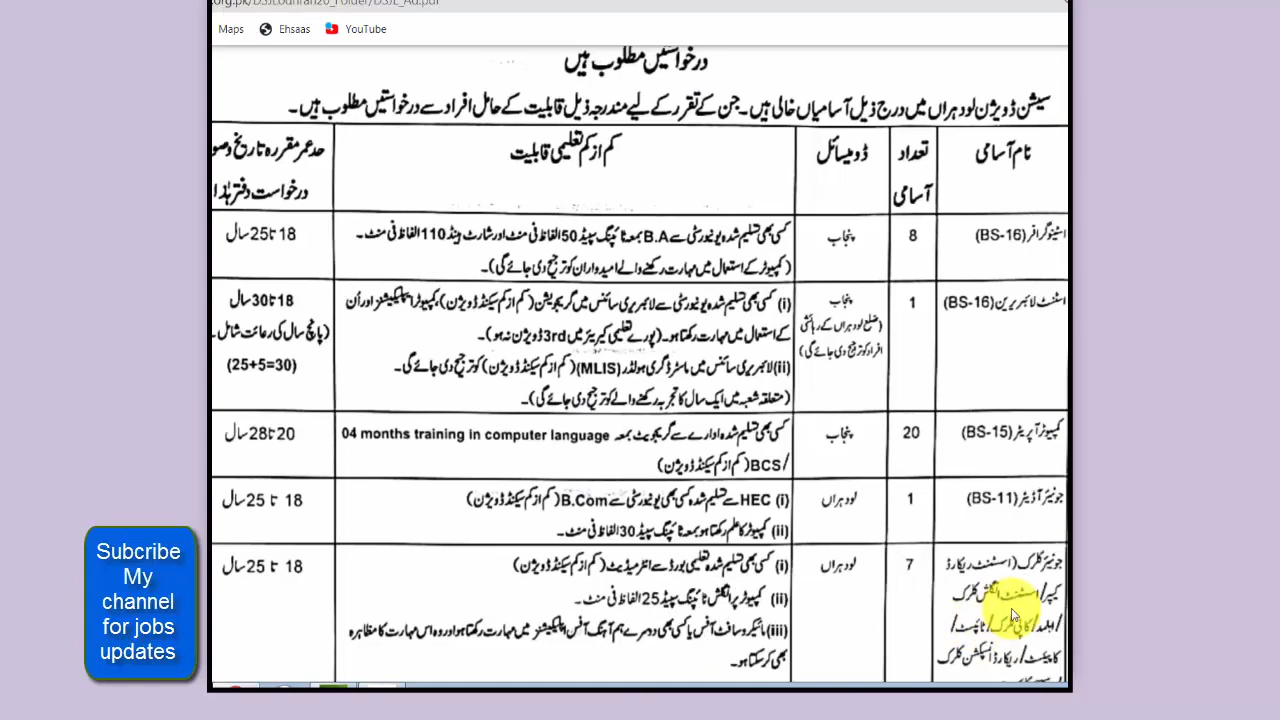 .org.pk/DSJLodhran20_Folder/DSJL_Ad.pdf
Maps Ehsaas YouTube
درخواستیں مطلوب ہیں
سیشن ڈویژن لودہراں میں درج ذیل آسامیاں خالی ہیں۔ جن کے تقرر کے لیے مندرجہ ذیل قابلیت کے حامل افراد سے درخواستیں مطلوب ہیں۔
نام آسامی
تعداد آسامی
ڈومیسائل
کم از کم تعلیمی قابلیت
حد عمر مقررہ تاریخ وصو
درخواست دفتر ہٰذا
اسٹینوگرافر (BS-16)
8
پنجاب
کسی بھی تسلیم شدہ یونیورسٹی سے B.A بمعہ ٹائپنگ سپیڈ 50 الفاظ فی منٹ اور شارٹ ہینڈ 110 الفاظ فی منٹ۔
(کمپیوٹر کے استعمال میں مہارت رکھنے والے امیدواران کو ترجیح دی جائے گی)۔
18 تا 25 سال
اسٹنٹ لائبریرین (BS-16)
1
پنجاب
(ضلع لودہراں کے رہائشی
افراد کو ترجیح دی جائے گی)
(i) کسی بھی تسلیم شدہ یونیورسٹی سے لائبریری سائنس میں گریجویشن (کم از کم سیکنڈ ڈویژن)، کمپیوٹر ایپلیکیشنز اور اُن
کے استعمال میں مہارت رکھتا ہو۔ (پورے تعلیمی کیریئر میں 3rd ڈویژن نہ ہو)۔
(ii) لائبریری سائنس میں ماسٹر ڈگری ہولڈر (MLIS) (کم از کم سیکنڈ ڈویژن) کو ترجیح دی جائے گی۔
(متعلقہ شعبہ میں ایک سال کا تجربہ رکھنے والے کو ترجیح دی جائے گی)۔
18 تا 30 سال
(پانچ سال کی رعائت شامل۔
(25+5=30)
کمپیوٹر آپریٹر (BS-15)
20
پنجاب
کسی بھی تسلیم شدہ ادارے سے گریجویٹ بمعہ 04 months training in computer language
/BCS (کم از کم سیکنڈ ڈویژن)
20 تا 28 سال
جونیئر آڈیٹر (BS-11)
1
لودہراں
(i) HEC سے تسلیم شدہ کسی بھی یونیورسٹی سے B.Com (کم از کم سیکنڈ ڈویژن)
(ii) کمپیوٹر کا علم رکھتا ہو بمعہ ٹائپنگ سپیڈ 30 الفاظ فی منٹ۔
18 تا 25 سال
جونیئر کلرک (اسٹنٹ ریکارڈ
کیپر/اسٹنٹ انگلش کلرک
/اہلمد/کاپی کلرک/ٹائپسٹ/
کاپیئسٹ/ریکارڈ انسپکشن کلرک
7
لودہراں
(i) کسی بھی تسلیم شدہ تعلیمی بورڈ سے انٹرمیڈیٹ (کم از کم سیکنڈ ڈویژن)
(ii) کمپیوٹر پر انگلش ٹائپنگ سپیڈ 25 الفاظ فی منٹ۔
(iii) مائیکروسافٹ آفس یا کسی بھی دوسرے ہم آہنگ آفس ایپلیکیشنز میں مہارت رکھتا ہو اور وہ اس مہارت کا مظاہرہ
بھی کر سکتا ہو۔
18 تا 25 سال
Subcribe
My
channel
for jobs
updates